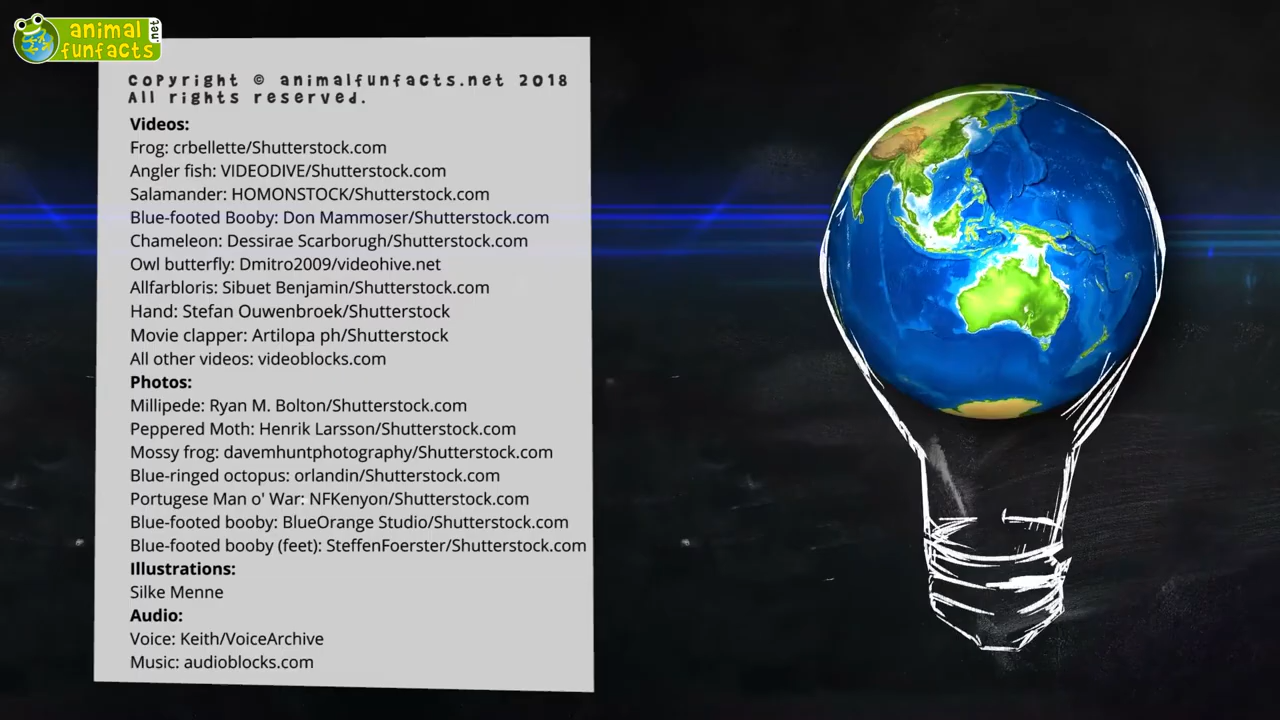 animal
funfacts
.net
Copyright © animalfunfacts.net 2018
All rights reserved.
Videos:
Frog: crbellette/Shutterstock.com
Angler fish: VIDEODIVE/Shutterstock.com
Salamander: HOMONSTOCK/Shutterstock.com
Blue-footed Booby: Don Mammoser/Shutterstock.com
Chameleon: Dessirae Scarborugh/Shutterstock.com
Owl butterfly: Dmitro2009/videohive.net
Allfarbloris: Sibuet Benjamin/Shutterstock.com
Hand: Stefan Ouwenbroek/Shutterstock
Movie clapper: Artilopa ph/Shutterstock
All other videos: videoblocks.com
Photos:
Millipede: Ryan M. Bolton/Shutterstock.com
Peppered Moth: Henrik Larsson/Shutterstock.com
Mossy frog: davemhuntphotography/Shutterstock.com
Blue-ringed octopus: orlandin/Shutterstock.com
Portugese Man o' War: NFKenyon/Shutterstock.com
Blue-footed booby: BlueOrange Studio/Shutterstock.com
Blue-footed booby (feet): SteffenFoerster/Shutterstock.com
Illustrations:
Silke Menne
Audio:
Voice: Keith/VoiceArchive
Music: audioblocks.com